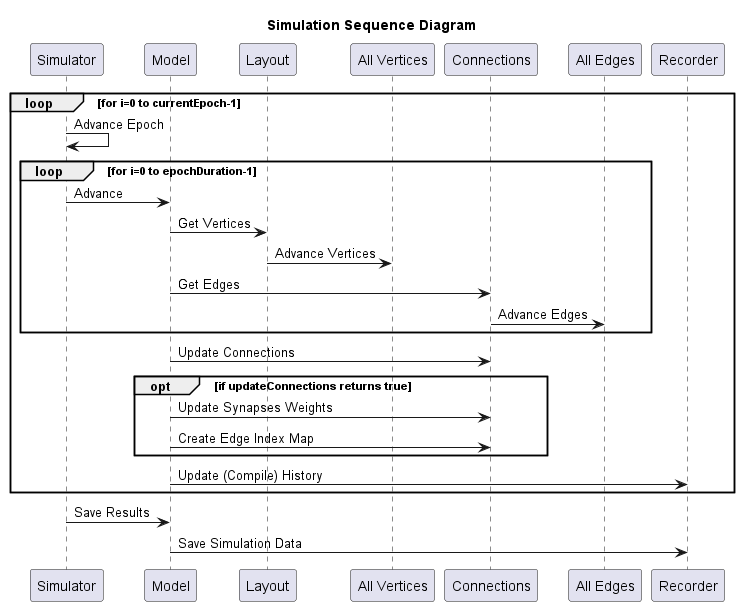 Simulation Sequence Diagram
Simulator Model Layout All Vertices Connections All Edges Recorder
loop [for i=0 to currentEpoch-1]
Advance Epoch
loop [for i=0 to epochDuration-1]
Advance
Get Vertices
Advance Vertices
Get Edges
Advance Edges
Update Connections
opt [if updateConnections returns true]
Update Synapses Weights
Create Edge Index Map
Update (Compile) History
Save Results
Save Simulation Data
Simulator Model Layout All Vertices Connections All Edges Recorder